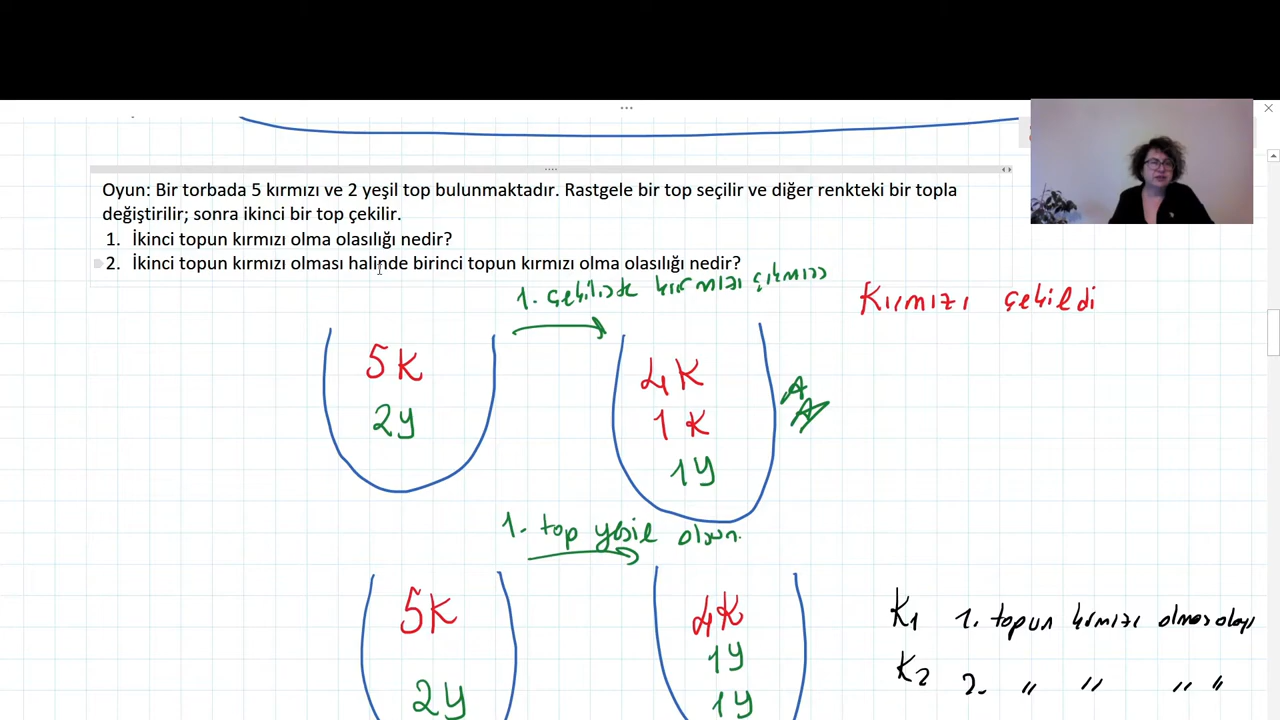 Oyun: Bir torbada 5 kırmızı ve 2 yeşil top bulunmaktadır. Rastgele bir top seçilir ve diğer renkteki bir topla
değiştirilir; sonra ikinci bir top çekilir.
1. İkinci topun kırmızı olma olasılığı nedir?
2. İkinci topun kırmızı olması halinde birinci topun kırmızı olma olasılığı nedir?
1. çekilişte kırmızı çıkmışs
Kırmızı çekildi
5K
2y
4K
1 K
1y
1. top yeşil olsun.
5K
2y
4K
1y
1y
K1 1. topun kırmızı olması olayı
K2 2. " " " "